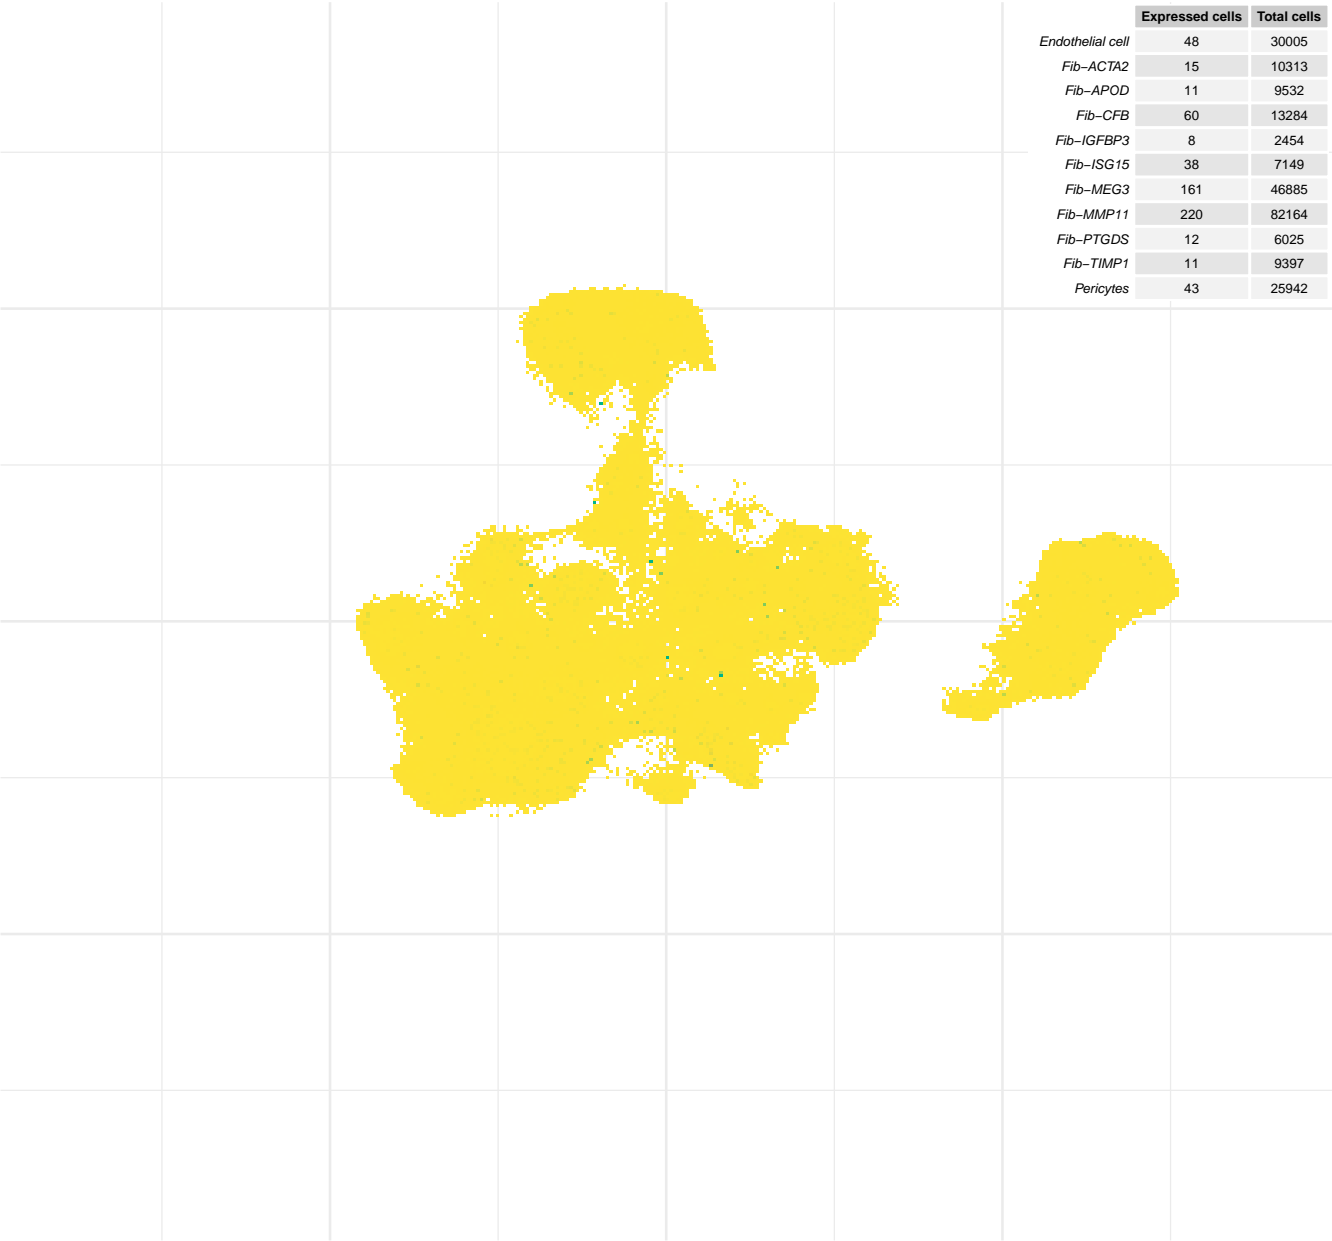 Expressed cells Total cells
Endothelial cell 48 30005
Fib−ACTA2 15 10313
Fib−APOD 11 9532
Fib−CFB 60 13284
Fib−IGFBP3 8 2454
Fib−ISG15 38 7149
Fib−MEG3 161 46885
Fib−MMP11 220 82164
Fib−PTGDS 12 6025
Fib−TIMP1 11 9397
Pericytes 43 25942